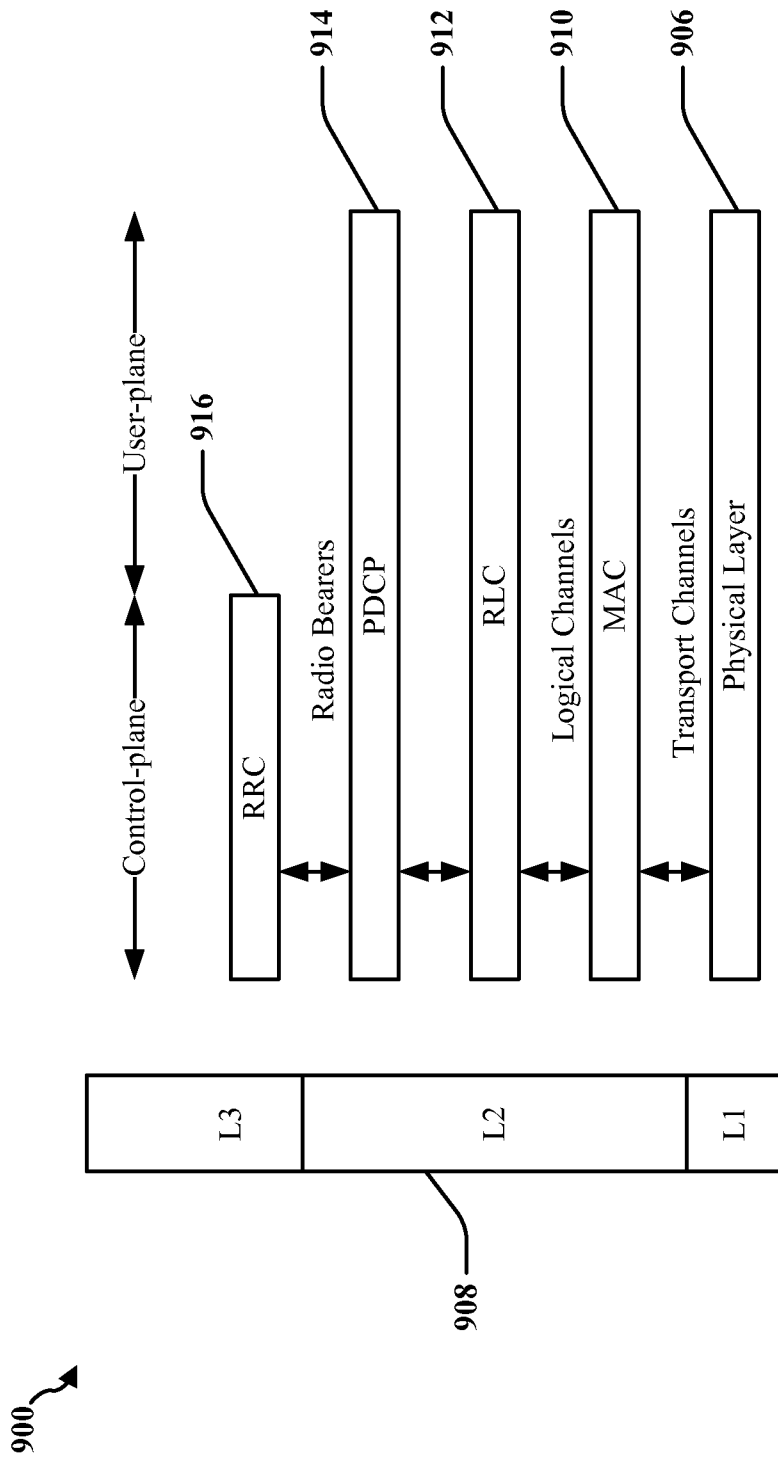 900
Control-plane
User-plane
916
L3
RRC
Radio Bearers
914
PDCP
L2
908
912
RLC
Logical Channels
910
MAC
Transport Channels
906
L1
Physical Layer